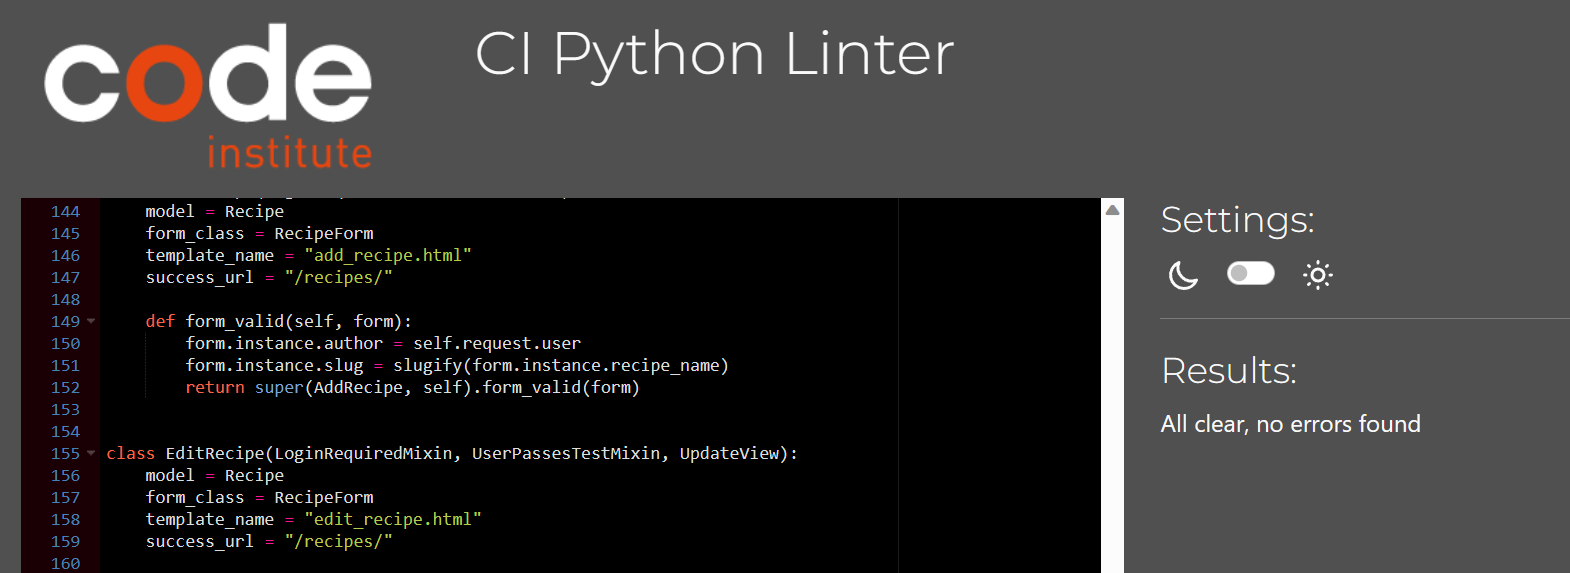 code
institute
CI Python Linter
144 model = Recipe
145 form_class = RecipeForm
146 template_name = "add_recipe.html"
147 success_url = "/recipes/"
148
149 def form_valid(self, form):
150 form.instance.author = self.request.user
151 form.instance.slug = slugify(form.instance.recipe_name)
152 return super(AddRecipe, self).form_valid(form)
153
154
155 class EditRecipe(LoginRequiredMixin, UserPassesTestMixin, UpdateView):
156 model = Recipe
157 form_class = RecipeForm
158 template_name = "edit_recipe.html"
159 success_url = "/recipes/"
160
Settings:
Results:
All clear, no errors found